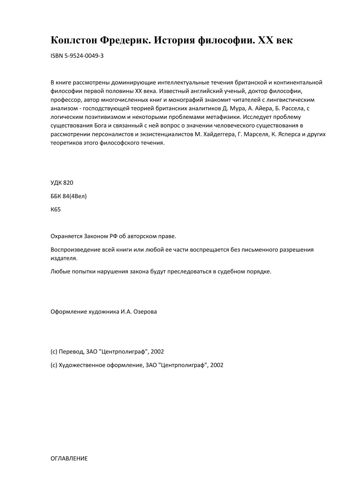 Коплстон Фредерик. История философии. XX век
ISBN 5-9524-0049-3
В книге рассмотрены доминирующие интеллектуальные течения британской и континентальной
философии первой половины XX века. Известный английский ученый, доктор философии,
профессор, автор многочисленных книг и монографий знакомит читателей с лингвистическим
анализом - господствующей теорией британских аналитиков Д. Мура, А. Айера, Б. Рассела, с
логическим позитивизмом и некоторыми проблемами метафизики. Исследует проблему
существования Бога и связанный с ней вопрос о значении человеческого существования в
рассмотрении персоналистов и экзистенциалистов М. Хайдеггера, Г. Марселя, К. Ясперса и других
теоретиков этого философского течения.
УДК 820
ББК 84(4Вел)
К65
Охраняется Законом РФ об авторском праве.
Воспроизведение всей книги или любой ее части воспрещается без письменного разрешения
издателя.
Любые попытки нарушения закона будут преследоваться в судебном порядке.
Оформление художника И.А. Озерова
(c) Перевод, ЗАО "Центрполиграф", 2002
(c) Художественное оформление, ЗАО "Центрполиграф", 2002
ОГЛАВЛЕНИЕ